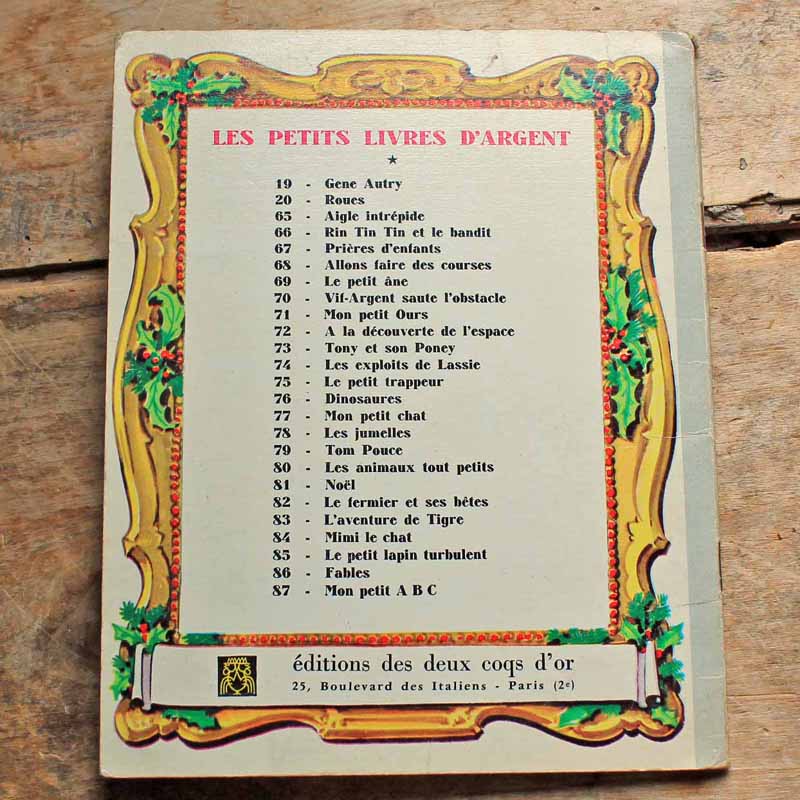 LES PETITS LIVRES D'ARGENT
19 - Gene Autry
20 - Roues
65 - Aigle intrépide
66 - Rin Tin Tin et le bandit
67 - Prières d'enfants
68 - Allons faire des courses
69 - Le petit âne
70 - Vif-Argent saute l'obstacle
71 - Mon petit Ours
72 - A la découverte de l'espace
73 - Tony et son Poney
74 - Les exploits de Lassie
75 - Le petit trappeur
76 - Dinosaures
77 - Mon petit chat
78 - Les jumelles
79 - Tom Pouce
80 - Les animaux tout petits
81 - Noël
82 - Le fermier et ses bêtes
83 - L'aventure de Tigre
84 - Mimi le chat
85 - Le petit lapin turbulent
86 - Fables
87 - Mon petit A B C
éditions des deux coqs d'or
25, Boulevard des Italiens - Paris (2e)